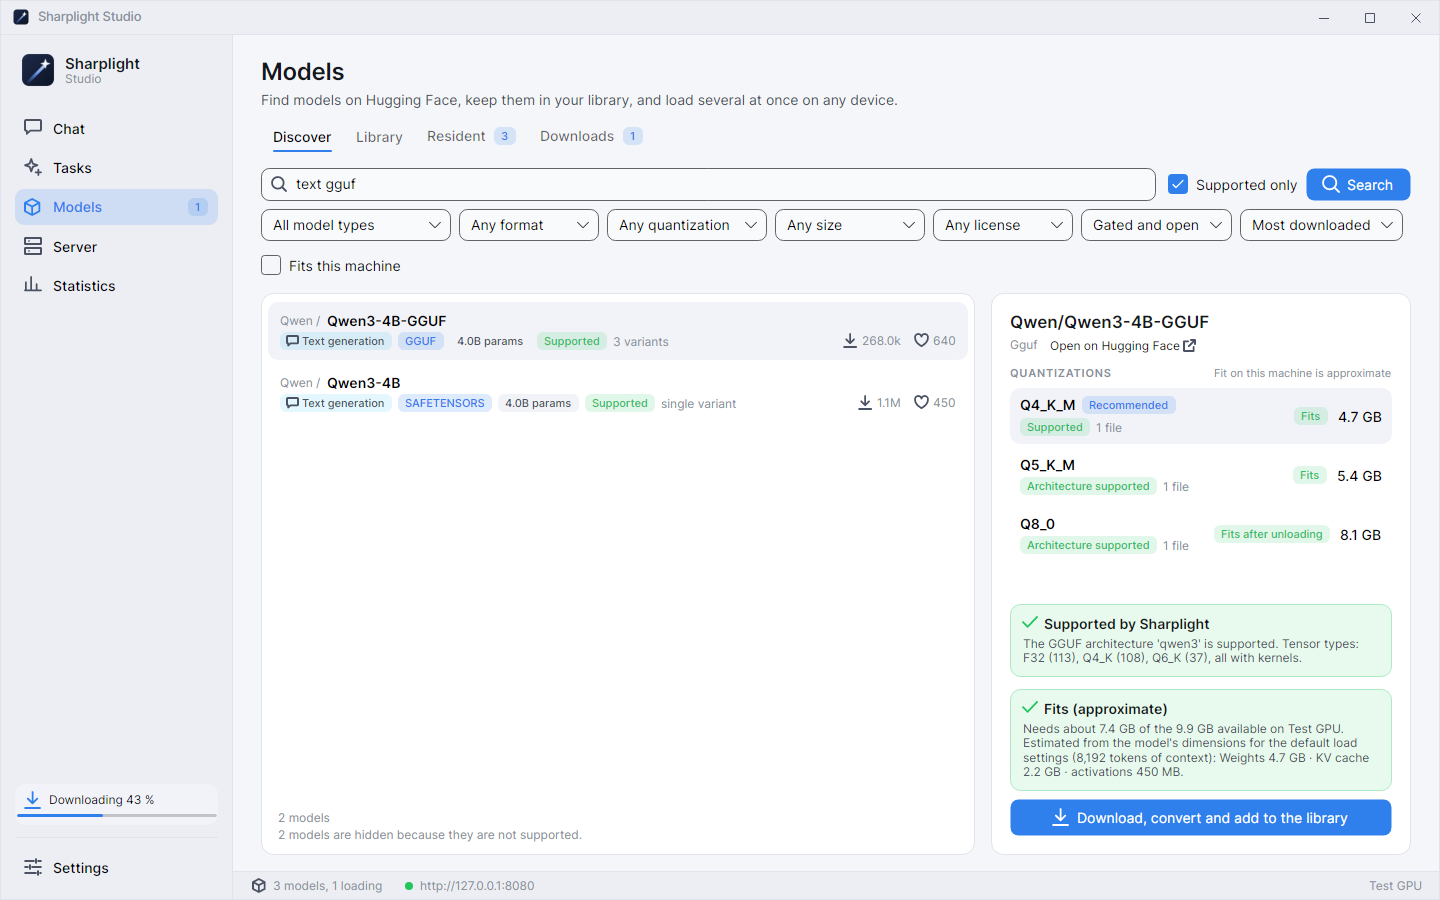 Sharplight Studio
Sharplight
Studio
Chat
Tasks
Models 1
Server
Statistics
Downloading 43 %
Settings
Models
Find models on Hugging Face, keep them in your library, and load several at once on any device.
Discover Library Resident 3 Downloads 1
text gguf
Supported only
Search
All model types Any format Any quantization Any size Any license Gated and open Most downloaded
Fits this machine
Qwen / Qwen3-4B-GGUF
Text generation GGUF 4.0B params Supported 3 variants 268.0k 640
Qwen / Qwen3-4B
Text generation SAFETENSORS 4.0B params Supported single variant 1.1M 450
2 models
2 models are hidden because they are not supported.
Qwen/Qwen3-4B-GGUF
Gguf Open on Hugging Face
QUANTIZATIONS Fit on this machine is approximate
Q4_K_M Recommended
Supported 1 file Fits 4.7 GB
Q5_K_M
Architecture supported 1 file Fits 5.4 GB
Q8_0
Architecture supported 1 file Fits after unloading 8.1 GB
Supported by Sharplight
The GGUF architecture 'qwen3' is supported. Tensor types:
F32 (113), Q4_K (108), Q6_K (37), all with kernels.
Fits (approximate)
Needs about 7.4 GB of the 9.9 GB available on Test GPU.
Estimated from the model's dimensions for the default load
settings (8,192 tokens of context): Weights 4.7 GB · KV cache
2.2 GB · activations 450 MB.
Download, convert and add to the library
3 models, 1 loading http://127.0.0.1:8080 Test GPU